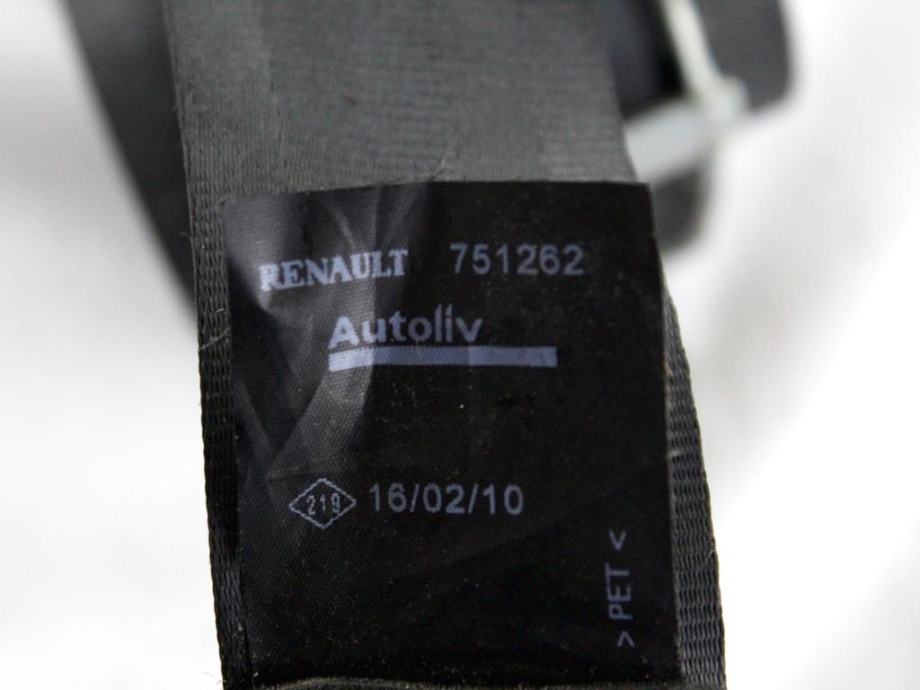 RENAULT 751262
Autoliv
219 16/02/10
>PET<